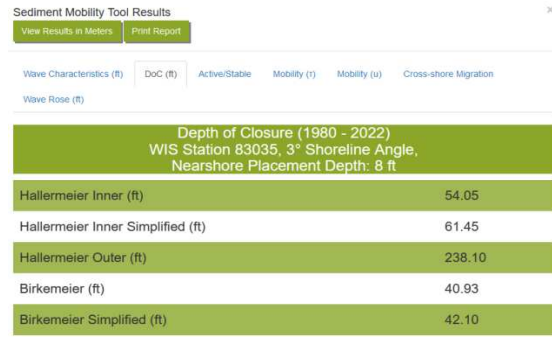 Sediment Mobility Tool Results
×
View Results in Meters Print Report
Wave Characteristics (ft) DoC (ft) Active/Stable Mobility (τ) Mobility (u) Cross-shore Migration
Wave Rose (ft)
Depth of Closure (1980 - 2022)
WIS Station 83035, 3° Shoreline Angle,
Nearshore Placement Depth: 8 ft
Hallermeier Inner (ft) 54.05
Hallermeier Inner Simplified (ft) 61.45
Hallermeier Outer (ft) 238.10
Birkemeier (ft) 40.93
Birkemeier Simplified (ft) 42.10